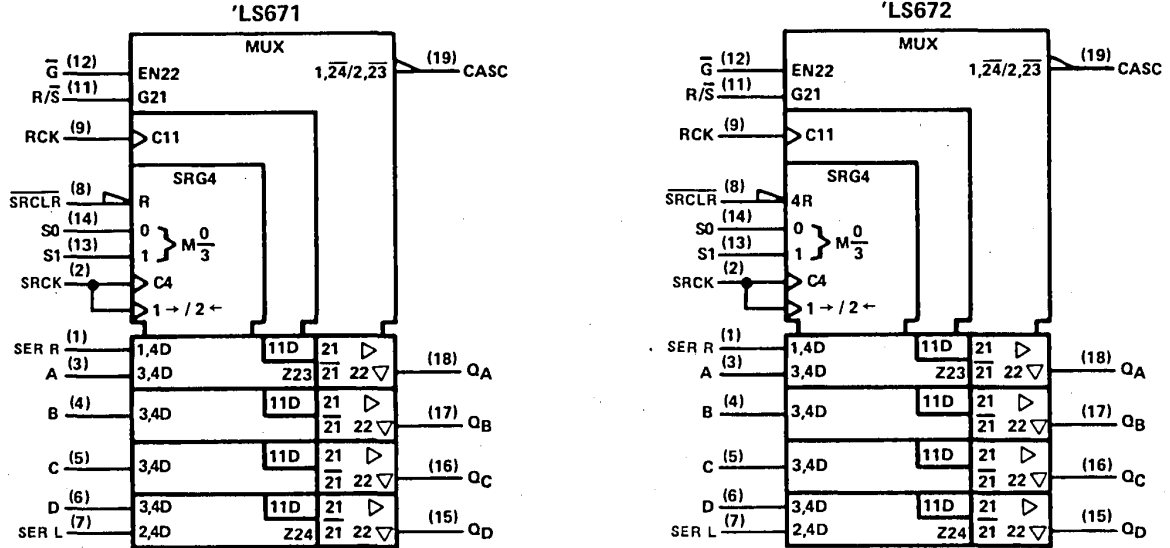 'LS671
MUX
G̅ (12) EN22
1,2̅4̅/2,2̅3̅ (19) CASC
R/S̅ (11) G21
RCK (9) C11
SRG4
S̅R̅C̅L̅R̅ (8) R
S0 (14) 0
S1 (13) 1
} M 0/3
SRCK (2) C4
1 → / 2 ←
SER R (1) 1,4D 11D 21 ▷
A (3) 3,4D Z23 2̅1̅ 22 ▽ (18) QA
B (4) 3,4D 11D 21 ▷
2̅1̅ 22 ▽ (17) QB
C (5) 3,4D 11D 21 ▷
2̅1̅ 22 ▽ (16) QC
D (6) 3,4D 11D 21 ▷
SER L (7) 2,4D Z24 2̅1̅ 22 ▽ (15) QD
'LS672
MUX
G̅ (12) EN22
1,2̅4̅/2,2̅3̅ (19) CASC
R/S̅ (11) G21
RCK (9) C11
SRG4
S̅R̅C̅L̅R̅ (8) 4R
S0 (14) 0
S1 (13) 1
} M 0/3
SRCK (2) C4
1 → / 2 ←
SER R (1) 1,4D 11D 21 ▷
A (3) 3,4D Z23 2̅1̅ 22 ▽ (18) QA
B (4) 3,4D 11D 21 ▷
2̅1̅ 22 ▽ (17) QB
C (5) 3,4D 11D 21 ▷
2̅1̅ 22 ▽ (16) QC
D (6) 3,4D 11D 21 ▷
SER L (7) 2,4D Z24 2̅1̅ 22 ▽ (15) QD